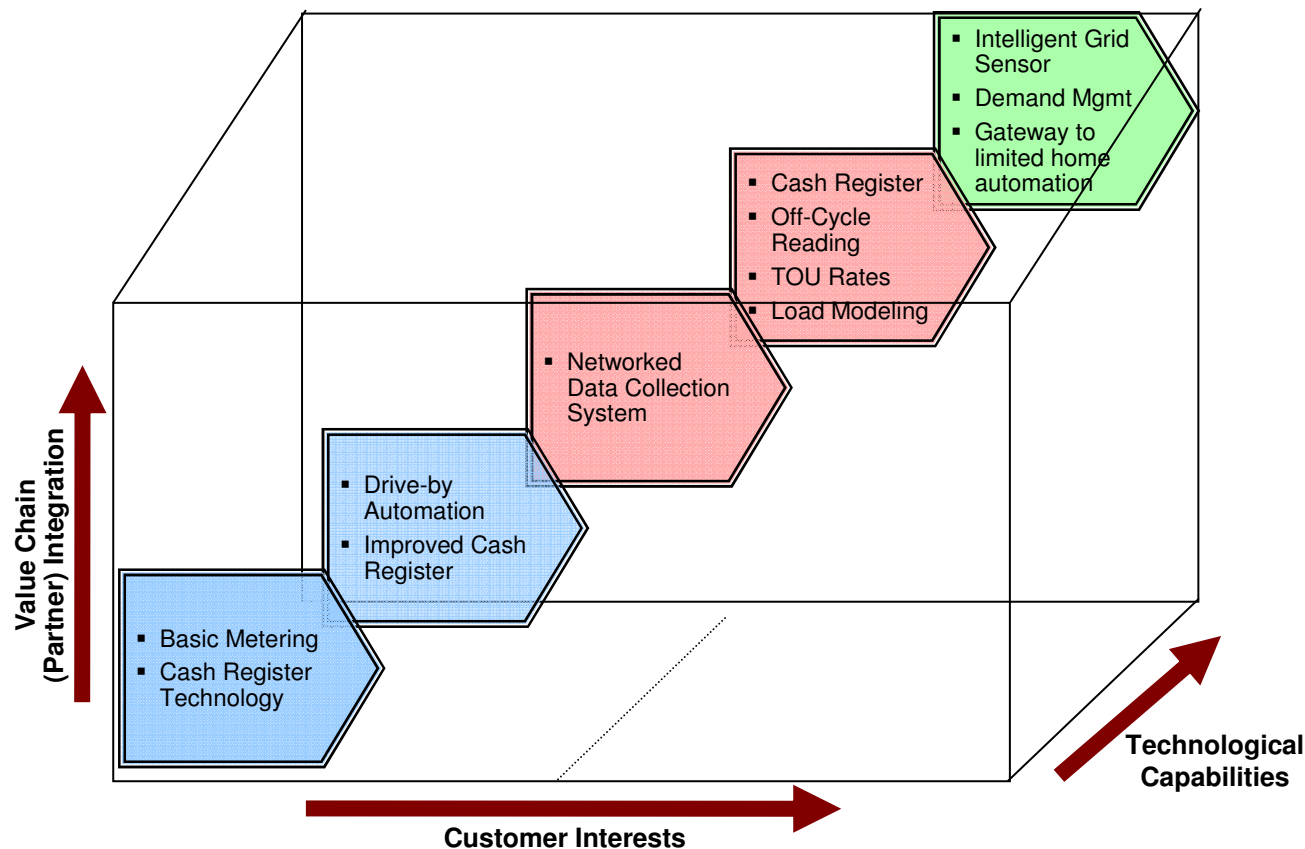 ▪ Intelligent Grid
Sensor
▪ Demand Mgmt
▪ Gateway to
limited home
automation
▪ Cash Register
▪ Off-Cycle
Reading
▪ TOU Rates
▪ Load Modeling
▪ Networked
Data Collection
System
▪ Drive-by
Automation
▪ Improved Cash
Register
▪ Basic Metering
▪ Cash Register
Technology
Value Chain
(Partner) Integration
Technological
Capabilities
Customer Interests